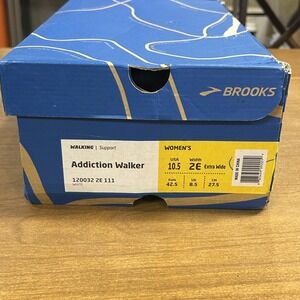 BROOKS
WALKING | Support
Addiction Walker
120032 2E 111
WHITE
WOMEN'S
USA Width
10.5 2E Extra Wide
EUR UK CM
42.5 8.5 27.5